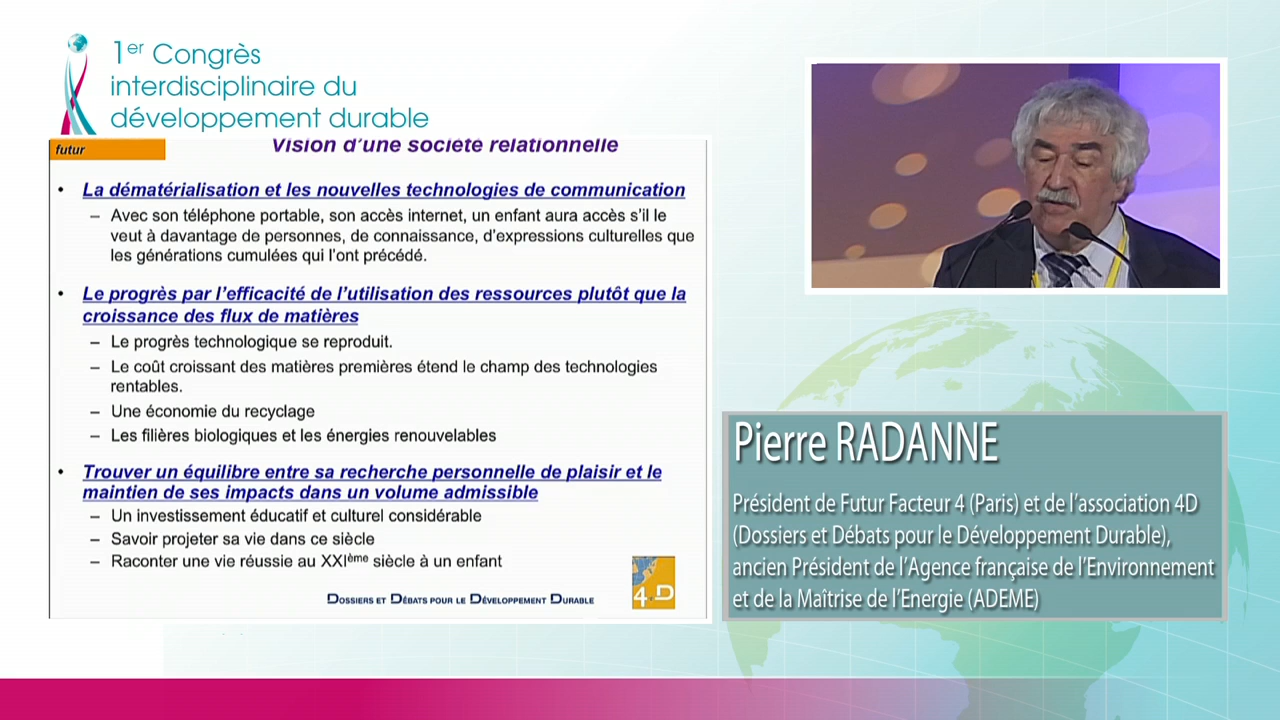 1er Congrès
interdisciplinaire du
développement durable
futur
Vision d'une société relationnelle
• La dématérialisation et les nouvelles technologies de communication
– Avec son téléphone portable, son accès internet, un enfant aura accès s'il le
veut à davantage de personnes, de connaissance, d'expressions culturelles que
les générations cumulées qui l'ont précédé.
• Le progrès par l'efficacité de l'utilisation des ressources plutôt que la
croissance des flux de matières
– Le progrès technologique se reproduit.
– Le coût croissant des matières premières étend le champ des technologies
rentables.
– Une économie du recyclage
– Les filières biologiques et les énergies renouvelables
• Trouver un équilibre entre sa recherche personnelle de plaisir et le
maintien de ses impacts dans un volume admissible
– Un investissement éducatif et culturel considérable
– Savoir projeter sa vie dans ce siècle
– Raconter une vie réussie au XXIème siècle à un enfant
Dossiers et Débats pour le Développement Durable
4D
Pierre RADANNE
Président de Futur Facteur 4 (Paris) et de l'association 4D
(Dossiers et Débats pour le Développement Durable),
ancien Président de l'Agence française de l'Environnement
et de la Maîtrise de l'Energie (ADEME)